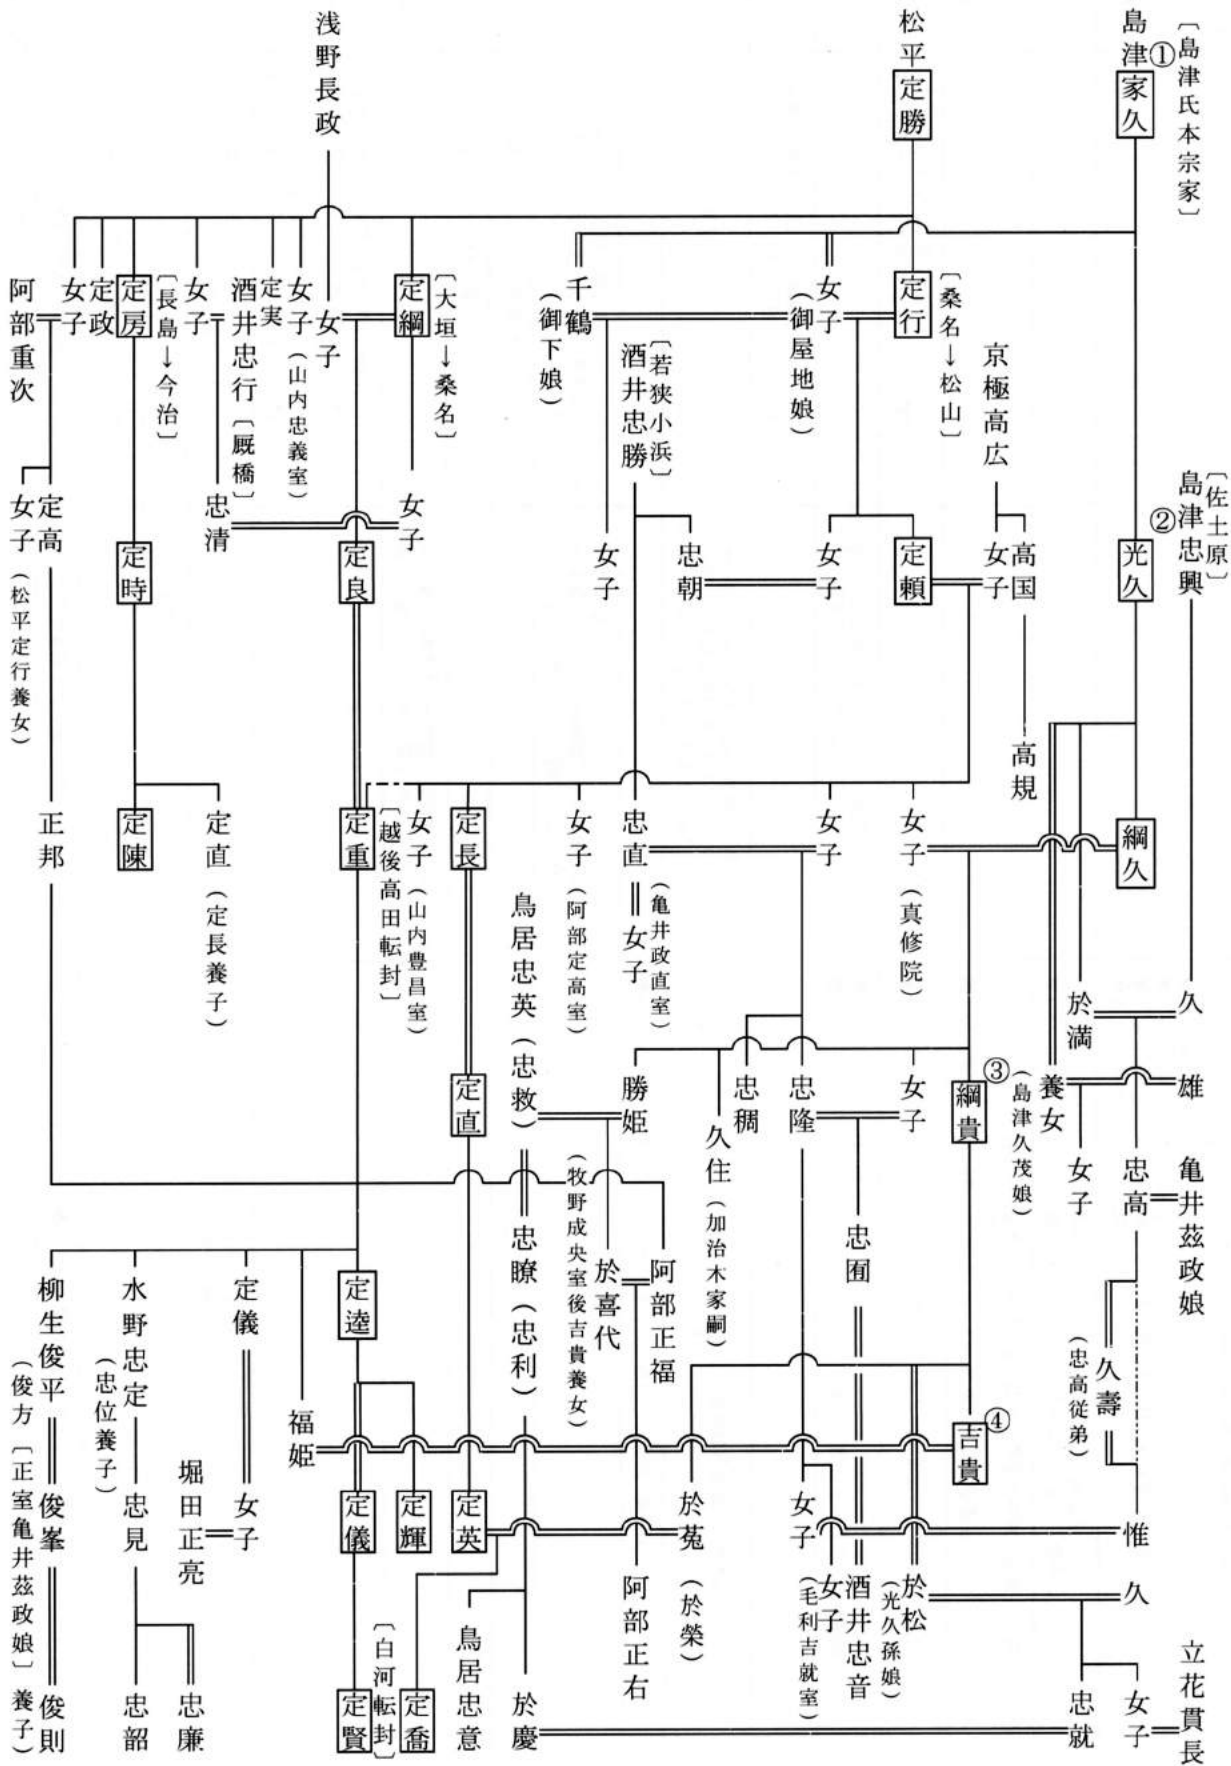 〔島津氏本宗家〕
①
島津家久
松平定勝
浅野長政
〔佐土原〕
島津忠興
②
光久
京極高広
〔桑名→松山〕
定行
女子
（御屋地娘）
千鶴
（御下娘）
〔若狭小浜〕
酒井忠勝
〔大垣→桑名〕
定綱
女子
女子（山内忠義室）
定実
酒井忠行〔厩橋〕
女子
〔長島→今治〕
定房
定政
女子
阿部重次
高国
女子
定頼
女子
忠朝
女子
女子
忠清
定良
定時
定高
女子（松平定行養女）
高規
綱久
女子（真修院）
女子
忠直
女子（亀井政直室）
女子（阿部定高室）
定長
女子（山内豊昌室）
〔越後高田転封〕
定重
定直（定長養子）
定陳
正邦
久雄
於満
養女
（島津久茂娘）
女子
③
綱貴
女子
忠隆
忠稠
久住（加治木家嗣）
勝姫
鳥居忠英（忠救）
定直
亀井茲政娘
忠高
久壽
（忠高従弟）
忠囿
阿部正福
於喜代
（牧野成央室後吉貴養女）
忠瞭（忠利）
定逵
福姫
定儀
女子
堀田正亮
水野忠定
（忠位養子）
忠見
柳生俊平
（俊方〔正室亀井茲政娘〕養子）
俊峯
俊則
④
吉貴
惟久
於松
（光久孫娘）
酒井忠音
女子
女子
（毛利吉就室）
於菟（於榮）
阿部正右
定英
定輝
定儀
立花貫長
女子
忠就
於慶
鳥居忠意
定喬
〔白河転封〕
定賢
忠廉
忠韶